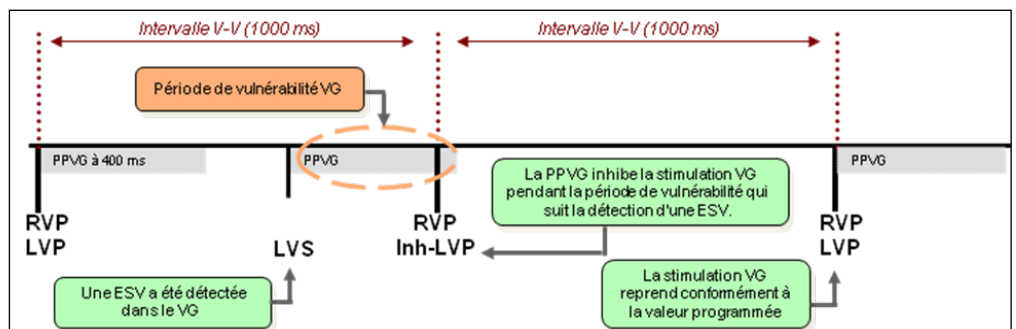 Intervalle V-V (1000 ms)
Intervalle V-V (1000 ms)
Période de vulnérabilité VG
PPVG à 400 ms
PPVG
PPVG
La PPVG inhibe la stimulation VG
pendant la période de vulnérabilité qui
suit la détection d'une ESV.
RVP
LVP
LVS
RVP
Inh-LVP
RVP
LVP
Une ESV a été détectée
dans le VG
La stimulation VG
reprend conformément à
la valeur programmée